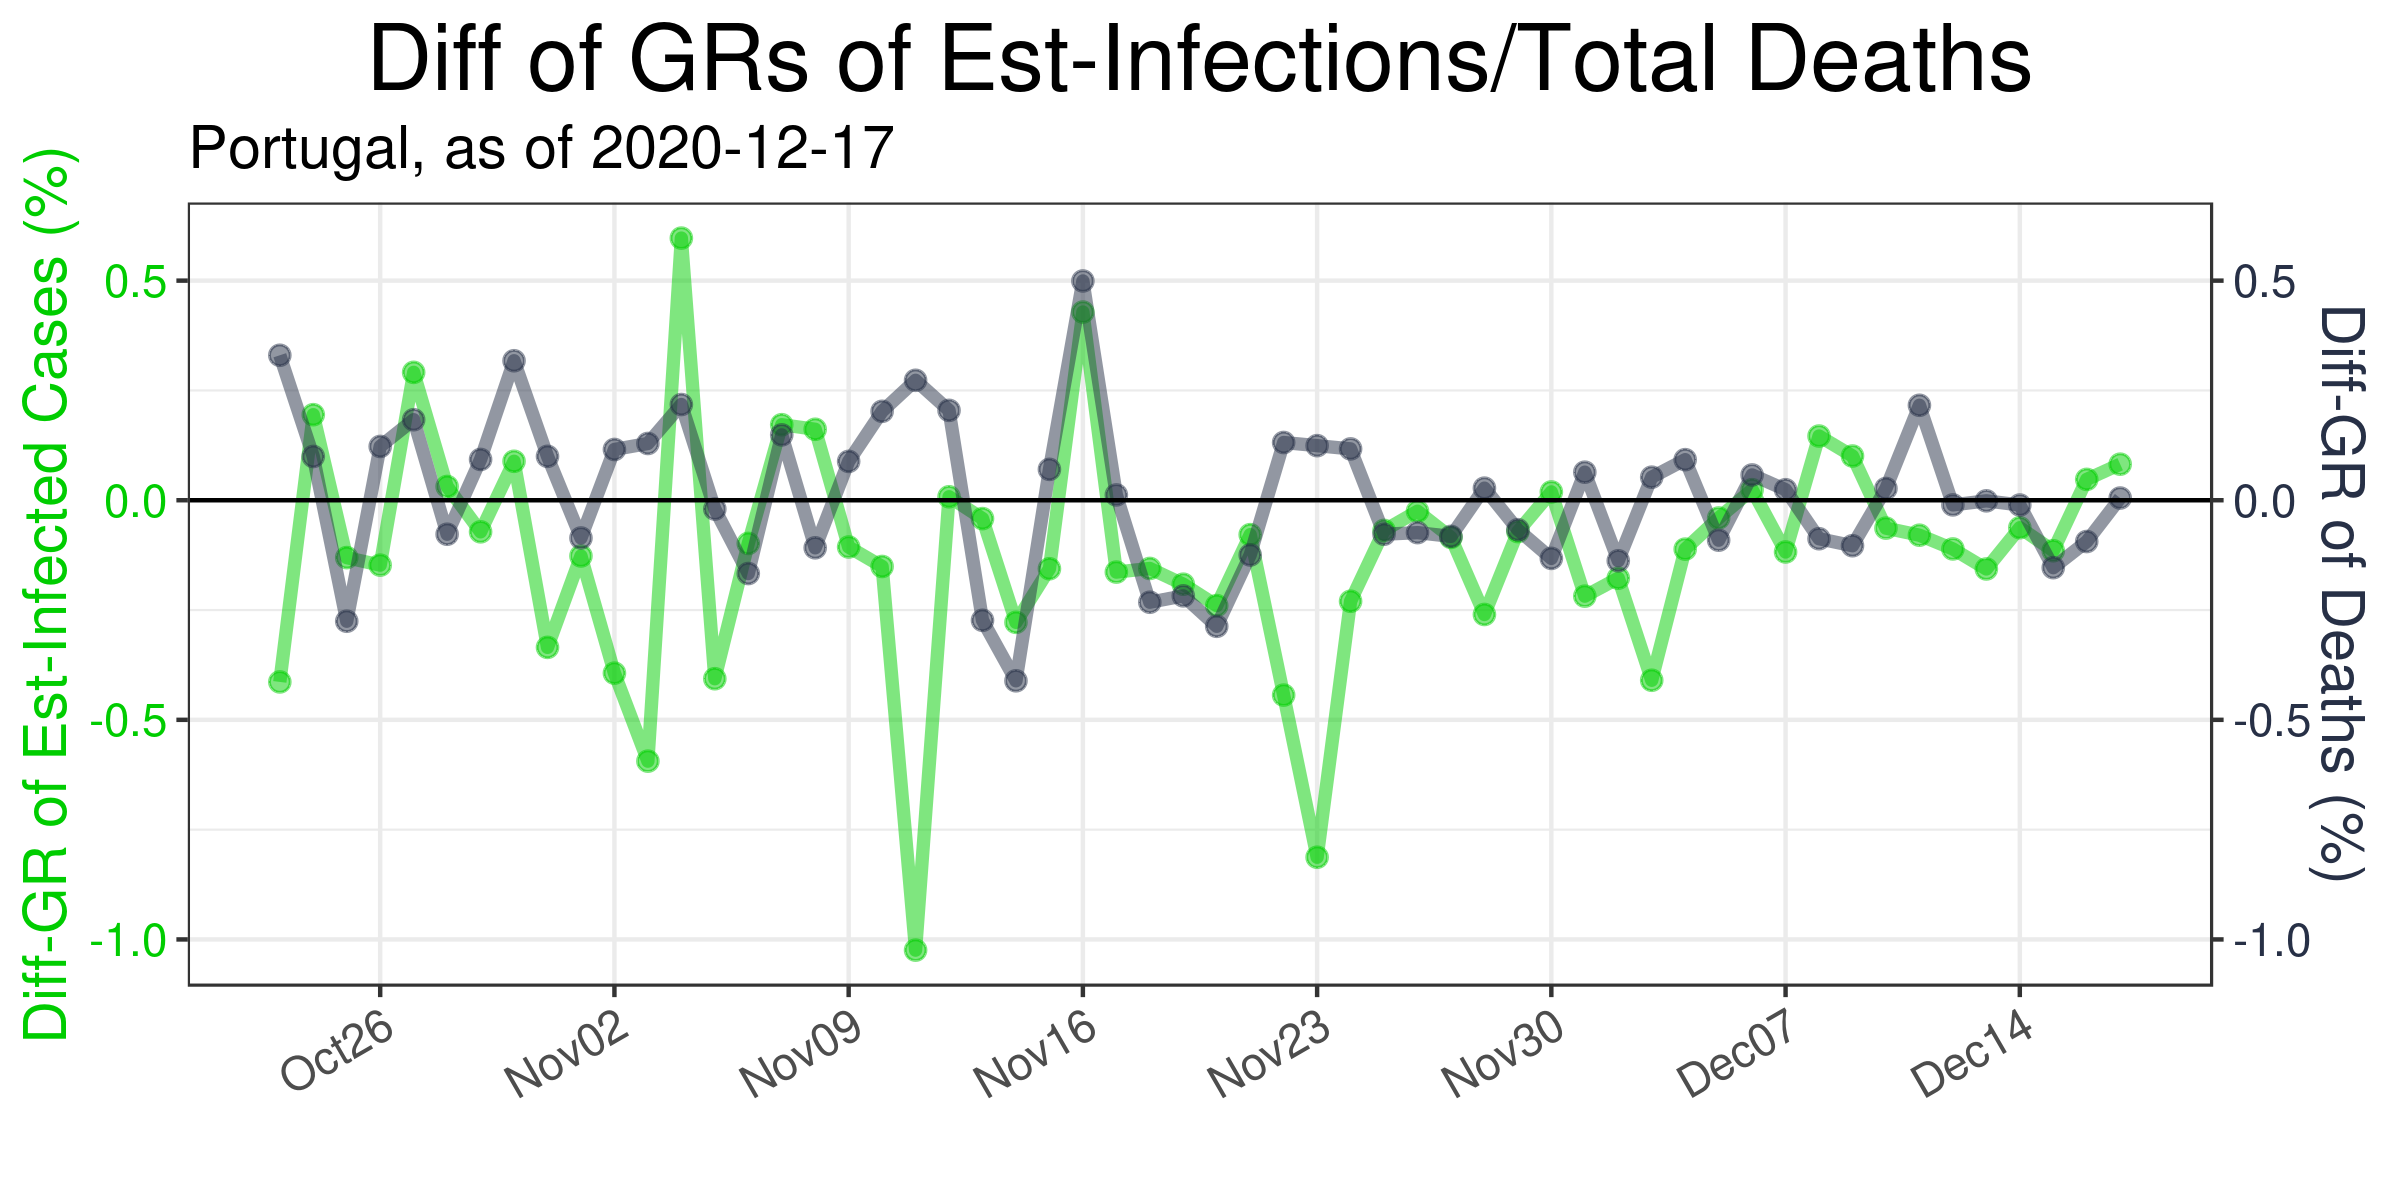 Diff of GRs of Est-Infections/Total Deaths
Portugal, as of 2020-12-17
Diff-GR of Est-Infected Cases (%)
0.5
0.0
-0.5
-1.0
0.5
0.0
-0.5
-1.0
Diff-GR of Deaths (%)
Oct26
Nov02
Nov09
Nov16
Nov23
Nov30
Dec07
Dec14